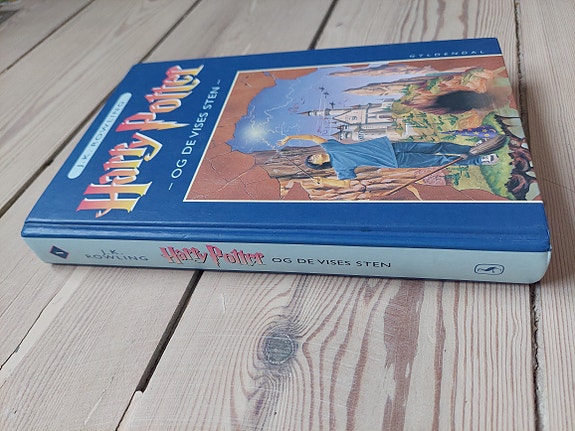 GYLDENDAL
J.K. ROWLING
Harry Potter
– OG DE VISES STEN –
J.K.
ROWLING
Harry Potter OG DE VISES STEN